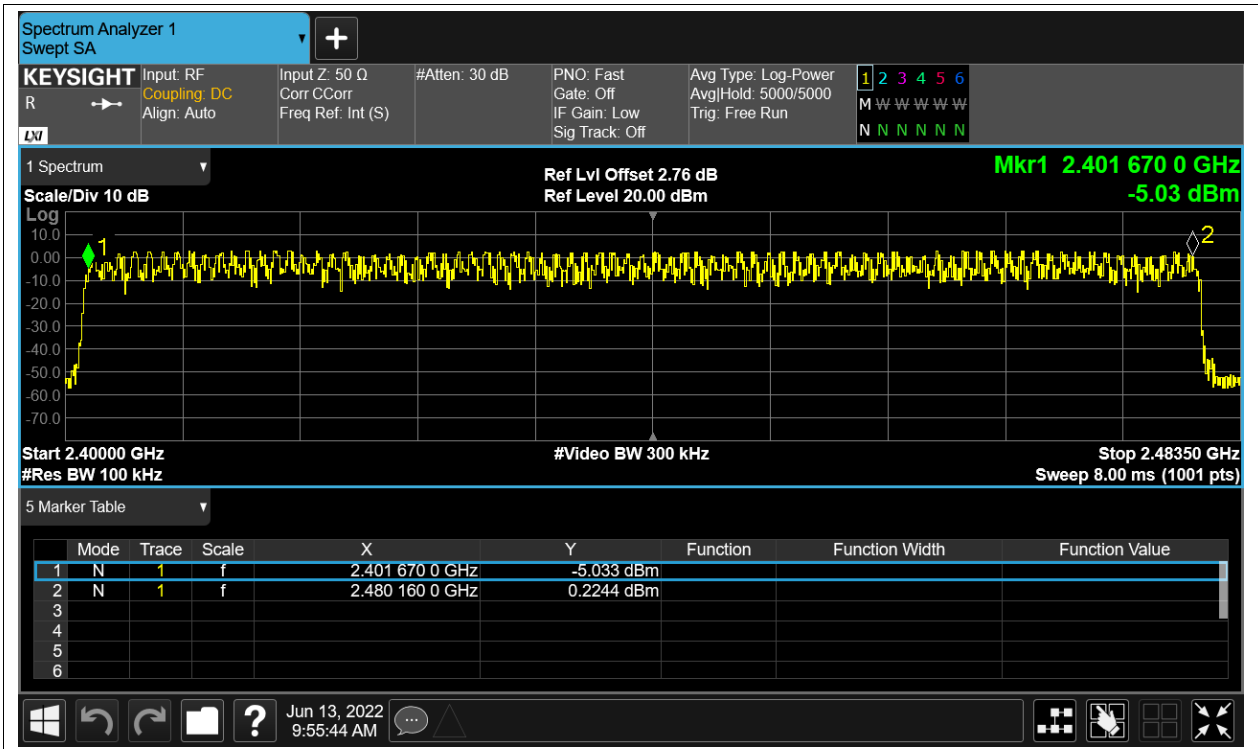 Spectrum Analyzer 1
Swept SA
KEYSIGHT Input: RF Input Z: 50 Ω #Atten: 30 dB PNO: Fast Avg Type: Log-Power 1 2 3 4 5 6
R Coupling: DC Corr CCorr Gate: Off Avg|Hold: 5000/5000 M W W W W W
Align: Auto Freq Ref: Int (S) IF Gain: Low Trig: Free Run
LXI Sig Track: Off N N N N N N
1 Spectrum Ref Lvl Offset 2.76 dB Mkr1 2.401 670 0 GHz
Scale/Div 10 dB Ref Level 20.00 dBm -5.03 dBm
Log
10.0
0.00
-10.0
-20.0
-30.0
-40.0
-50.0
-60.0
-70.0
1
2
Start 2.40000 GHz #Video BW 300 kHz Stop 2.48350 GHz
#Res BW 100 kHz Sweep 8.00 ms (1001 pts)
5 Marker Table
Mode Trace Scale X Y Function Function Width Function Value
1 N 1 f 2.401 670 0 GHz -5.033 dBm
2 N 1 f 2.480 160 0 GHz 0.2244 dBm
3
4
5
6
? Jun 13, 2022
9:55:44 AM